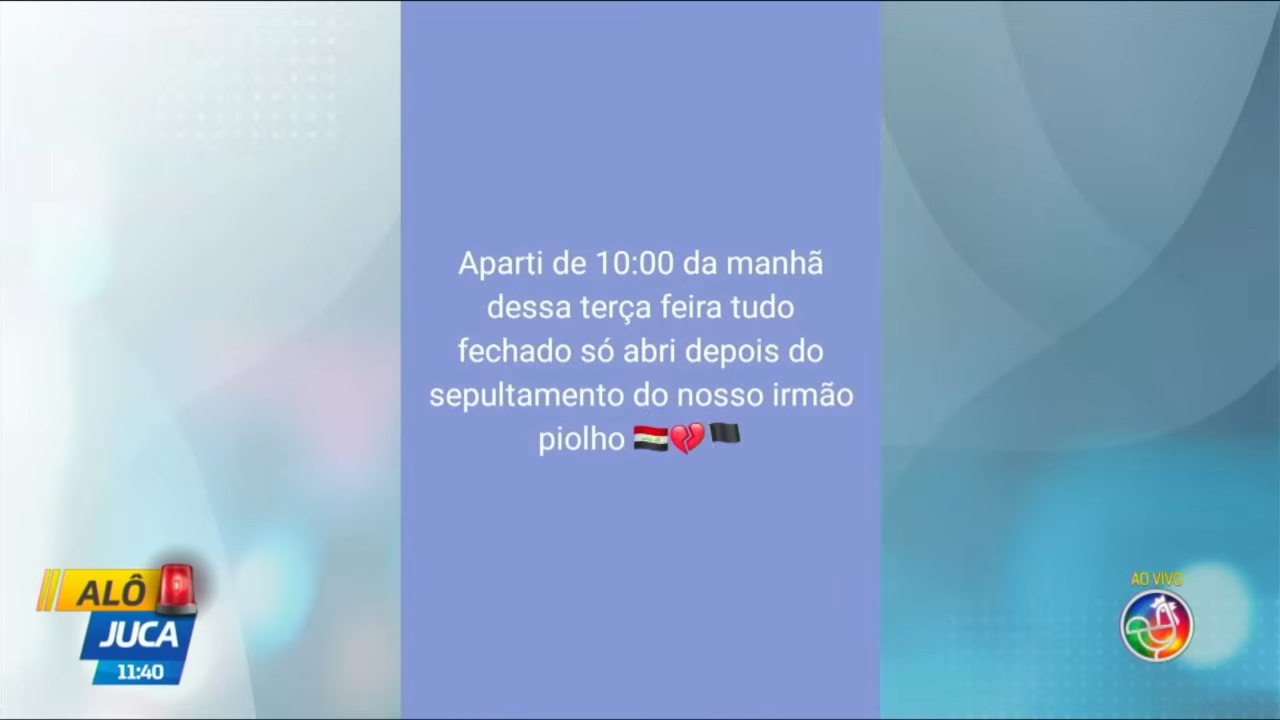 Aparti de 10:00 da manhã
dessa terça feira tudo
fechado só abri depois do
sepultamento do nosso irmão
piolho 🇮🇶💔🏴
ALÔ
JUCA
11:40
AO VIVO